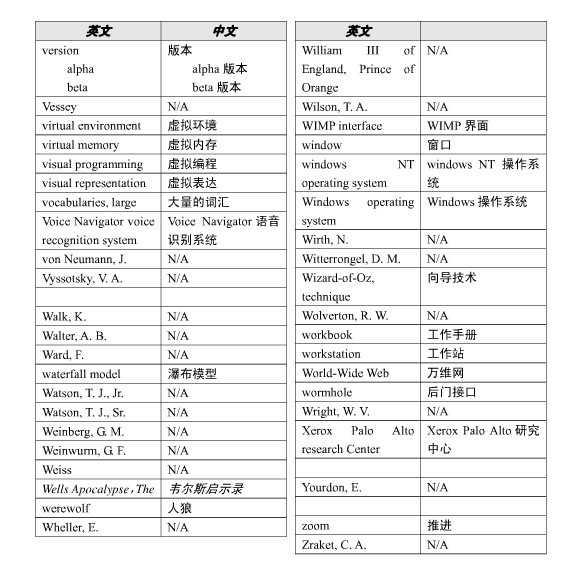 英文 中文
version 版本
alpha alpha 版本
beta beta 版本
Vessey N/A
virtual environment 虚拟环境
virtual memory 虚拟内存
visual programming 虚拟编程
visual representation 虚拟表达
vocabularies, large 大量的词汇
Voice Navigator voice Voice Navigator 语音
recognition system 识别系统
von Neumann, J. N/A
Vyssotsky, V. A. N/A
Walk, K. N/A
Walter, A. B. N/A
Ward, F. N/A
waterfall model 瀑布模型
Watson, T. J., Jr. N/A
Watson, T. J., Sr. N/A
Weinberg, G. M. N/A
Weinwurm, G. F. N/A
Weiss N/A
Wells Apocalypse，The 韦尔斯启示录
werewolf 人狼
Wheller, E. N/A
英文
William III of N/A
England, Prince of
Orange
Wilson, T. A. N/A
WIMP interface WIMP 界面
window 窗口
windows NT windows NT 操作系
operating system 统
Windows operating Windows 操作系统
system
Wirth, N. N/A
Witterrongel, D. M. N/A
Wizard-of-Oz, 向导技术
technique
Wolverton, R. W. N/A
workbook 工作手册
workstation 工作站
World-Wide Web 万维网
wormhole 后门接口
Wright, W. V. N/A
Xerox Palo Alto Xerox Palo Alto 研究
research Center 中心
Yourdon, E. N/A
zoom 推进
Zraket, C. A. N/A